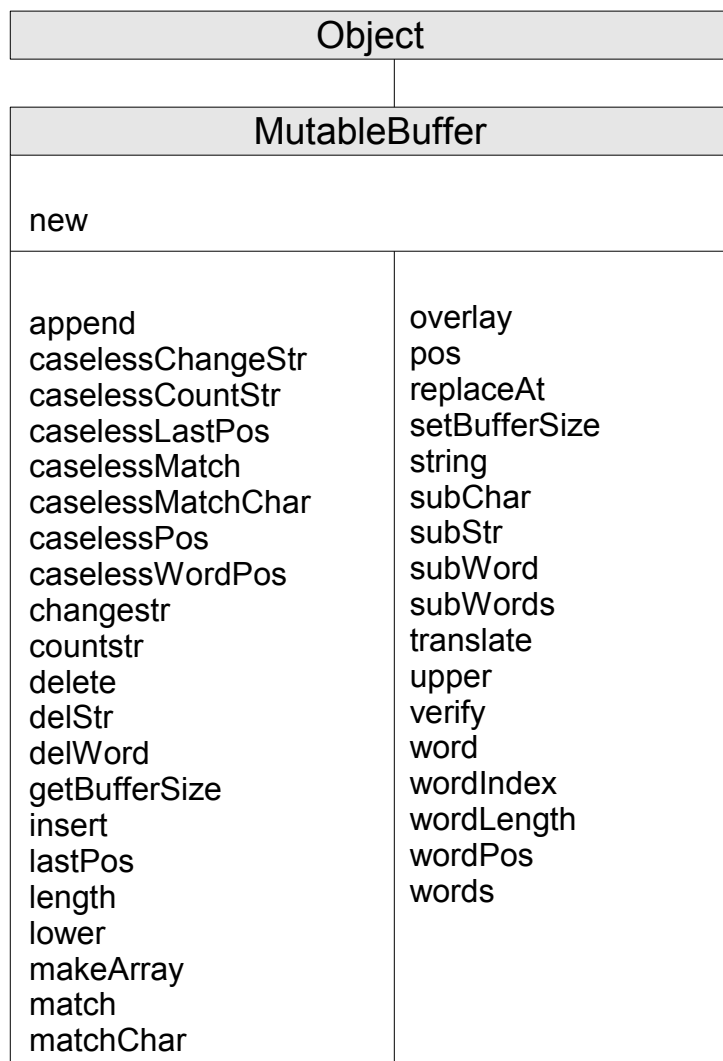 Object
MutableBuffer
new
append
caselessChangeStr
caselessCountStr
caselessLastPos
caselessMatch
caselessMatchChar
caselessPos
caselessWordPos
changestr
countstr
delete
delStr
delWord
getBufferSize
insert
lastPos
length
lower
makeArray
match
matchChar
overlay
pos
replaceAt
setBufferSize
string
subChar
subStr
subWord
subWords
translate
upper
verify
word
wordIndex
wordLength
wordPos
words